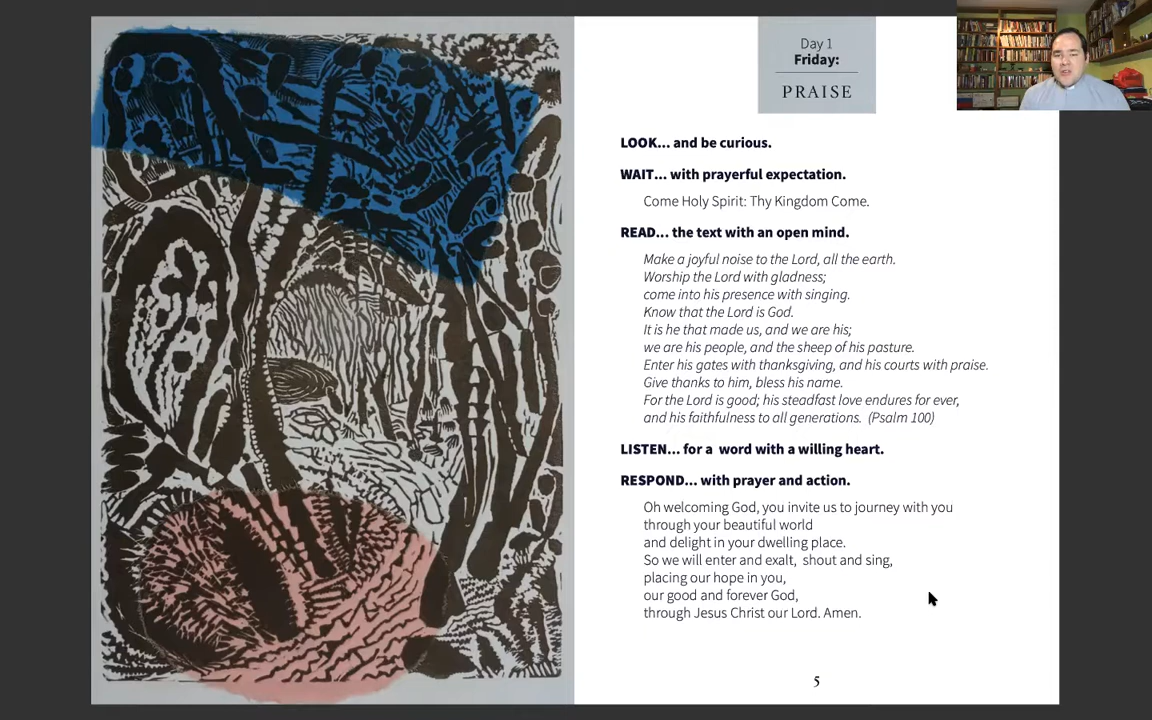 Day 1
Friday:
PRAISE
LOOK... and be curious.
WAIT... with prayerful expectation.
Come Holy Spirit: Thy Kingdom Come.
READ... the text with an open mind.
Make a joyful noise to the Lord, all the earth.
Worship the Lord with gladness;
come into his presence with singing.
Know that the Lord is God.
It is he that made us, and we are his;
we are his people, and the sheep of his pasture.
Enter his gates with thanksgiving, and his courts with praise.
Give thanks to him, bless his name.
For the Lord is good; his steadfast love endures for ever,
and his faithfulness to all generations. (Psalm 100)
LISTEN... for a word with a willing heart.
RESPOND... with prayer and action.
Oh welcoming God, you invite us to journey with you
through your beautiful world
and delight in your dwelling place.
So we will enter and exalt, shout and sing,
placing our hope in you,
our good and forever God,
through Jesus Christ our Lord. Amen.
5